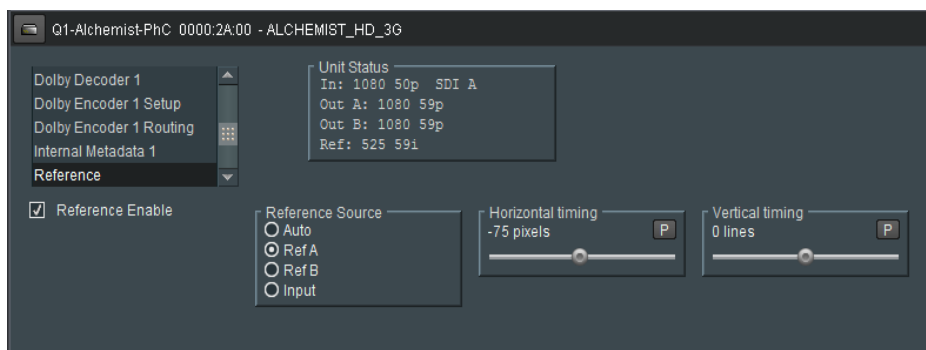 Q1-Alchemist-PhC 0000:2A:00 - ALCHEMIST_HD_3G
Dolby Decoder 1
Dolby Encoder 1 Setup
Dolby Encoder 1 Routing
Internal Metadata 1
Reference
Unit Status
In: 1080 50p SDI A
Out A: 1080 59p
Out B: 1080 59p
Ref: 525 59i
Reference Enable
Reference Source
Auto
Ref A
Ref B
Input
Horizontal timing
-75 pixels
P
Vertical timing
0 lines
P